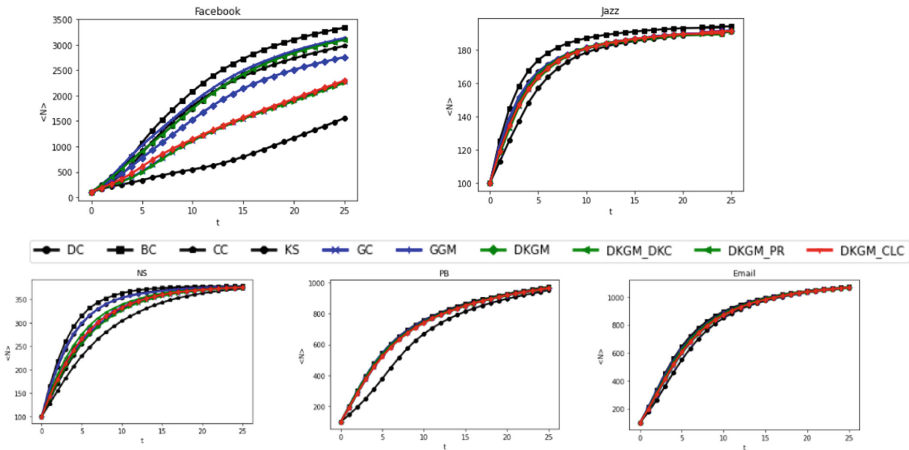 Facebook
3500
3000
2500
2000
1500
1000
500
0
<N>
0 5 10 15 20 25
t
Jazz
180
160
140
120
100
<N>
0 5 10 15 20 25
t
DC BC CC KS GC GGM DKGM DKGM_DKC DKGM_PR DKGM_CLC
NS
350
300
250
200
150
100
<N>
0 5 10 15 20 25
t
PB
1000
800
600
400
200
<N>
0 5 10 15 20 25
t
Email
1000
800
600
400
200
<N>
0 5 10 15 20 25
t